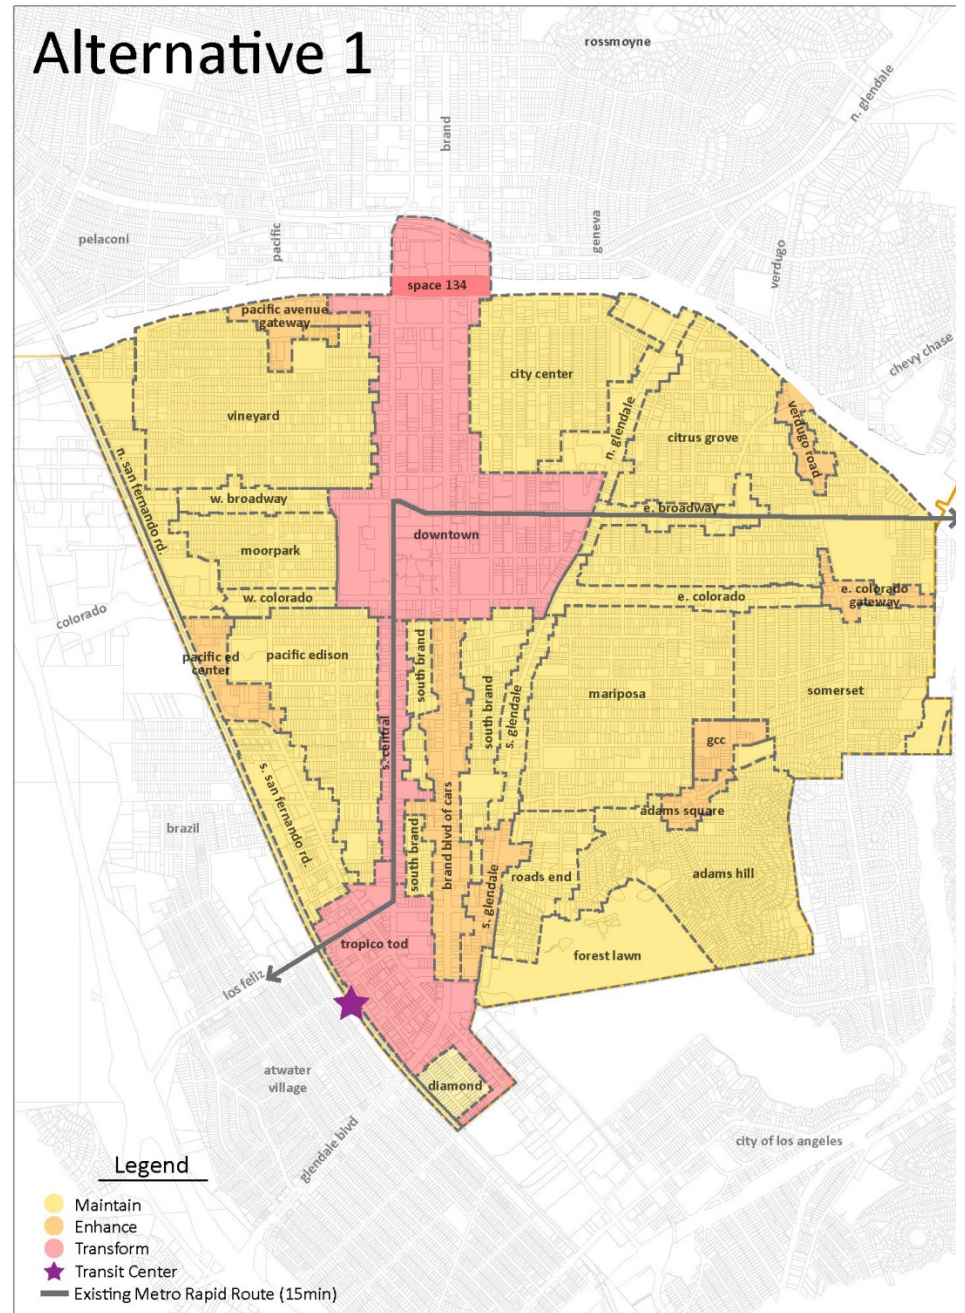 Alternative 1
rossmoyne
n. glendale
brand
pelaconi
pacific
geneva
verdugo
space 134
pacific avenue
gateway
chevy chase
city center
vineyard
verdugo road
citrus grove
n. glendale
n. san fernando rd.
w. broadway
e. broadway
downtown
moorpark
w. colorado
e. colorado
e. colorado
gateway
colorado
pacific ed
center
pacific edison
south brand
south brand
s. glendale
mariposa
somerset
s. central
gcc
s. san fernando rd.
adams square
brazil
brand blvd of cars
south brand
s. glendale
roads end
adams hill
tropico tod
forest lawn
los feliz
atwater
village
diamond
glendale blvd
city of los angeles
Legend
Maintain
Enhance
Transform
Transit Center
Existing Metro Rapid Route (15min)